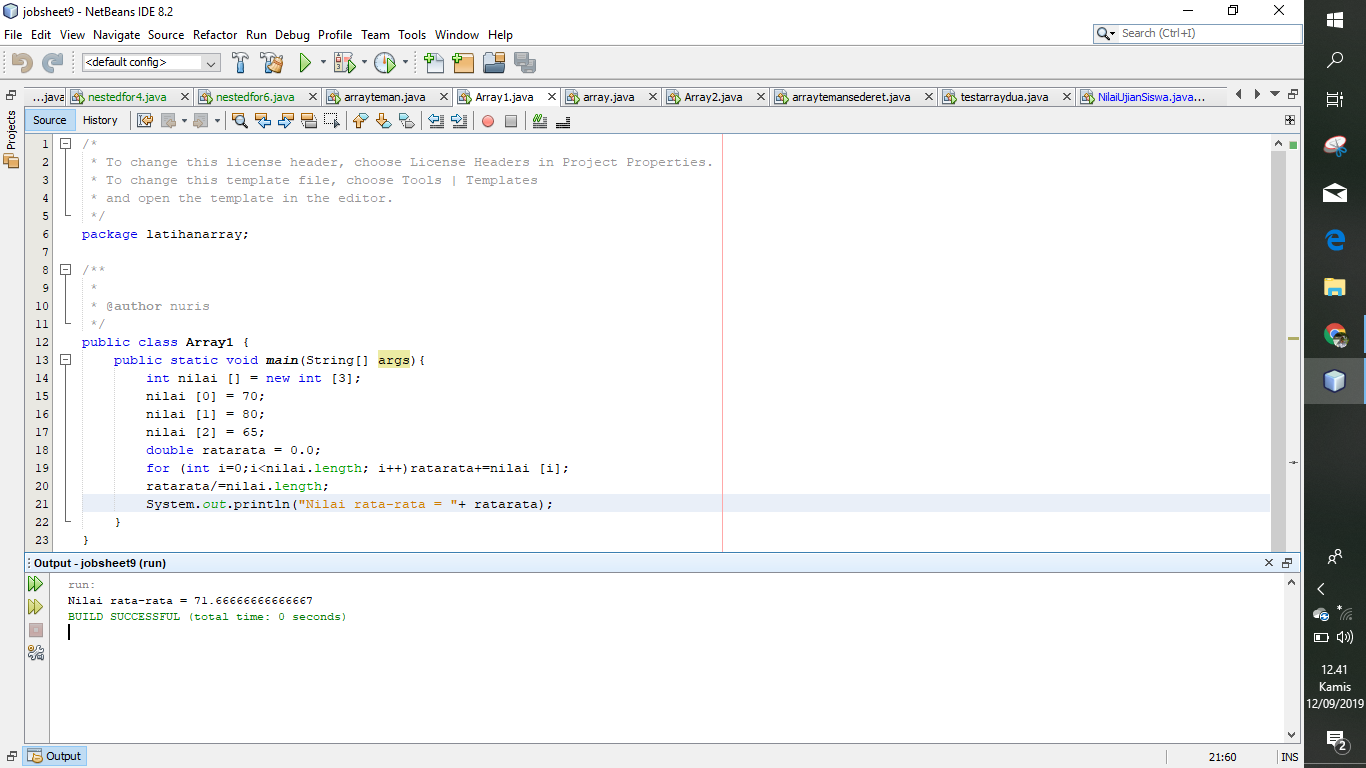 jobsheet9 - NetBeans IDE 8.2
File Edit View Navigate Source Refactor Run Debug Profile Team Tools Window Help
Search (Ctrl+I)
<default config>
...java nestedfor4.java nestedfor6.java arrayteman.java Array1.java array.java Array2.java arraytemansederet.java testarraydua.java NilaiUjianSiswa.java...
Projects
Source History
1 /*
2 * To change this license header, choose License Headers in Project Properties.
3 * To change this template file, choose Tools | Templates
4 * and open the template in the editor.
5 */
6 package latihanarray;
7
8 /**
9 *
10 * @author nuris
11 */
12 public class Array1 {
13 public static void main(String[] args){
14 int nilai [] = new int [3];
15 nilai [0] = 70;
16 nilai [1] = 80;
17 nilai [2] = 65;
18 double ratarata = 0.0;
19 for (int i=0;i<nilai.length; i++)ratarata+=nilai [i];
20 ratarata/=nilai.length;
21 System.out.println("Nilai rata-rata = "+ ratarata);
22 }
23 }
Output - jobsheet9 (run)
run:
Nilai rata-rata = 71.66666666666667
BUILD SUCCESSFUL (total time: 0 seconds)
Output
21:60 INS
12.41
Kamis
12/09/2019
2